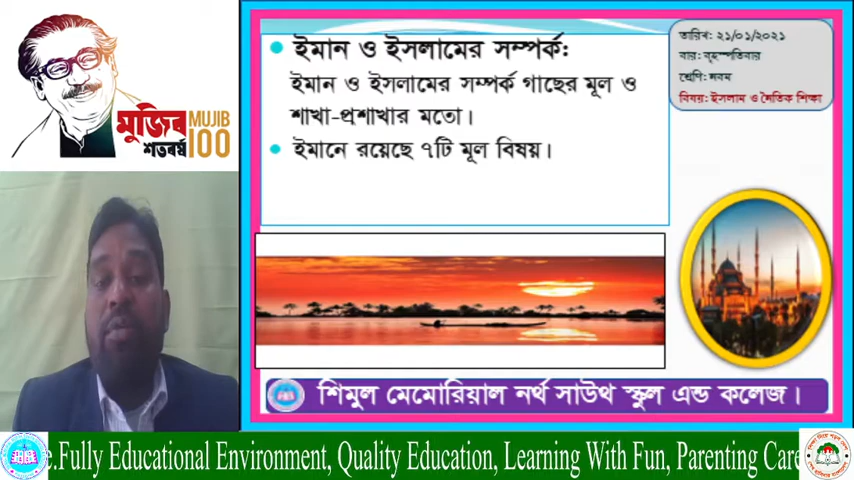 মুজিব
শতবর্ষ
MUJIB
100
ইমান ও ইসলামের সম্পর্ক:
ইমান ও ইসলামের সম্পর্ক গাছের মূল ও
শাখা-প্রশাখার মতো।
ইমানে রয়েছে ৭টি মূল বিষয়।
তারিখ: ২১/০১/২০২১
বার: বৃহস্পতিবার
শ্রেণি: নবম
বিষয়: ইসলাম ও নৈতিক শিক্ষা
শিমুল মেমোরিয়াল নর্থ সাউথ স্কুল এন্ড কলেজ।
e.Fully Educational Environment, Quality Education, Learning With Fun, Parenting Care